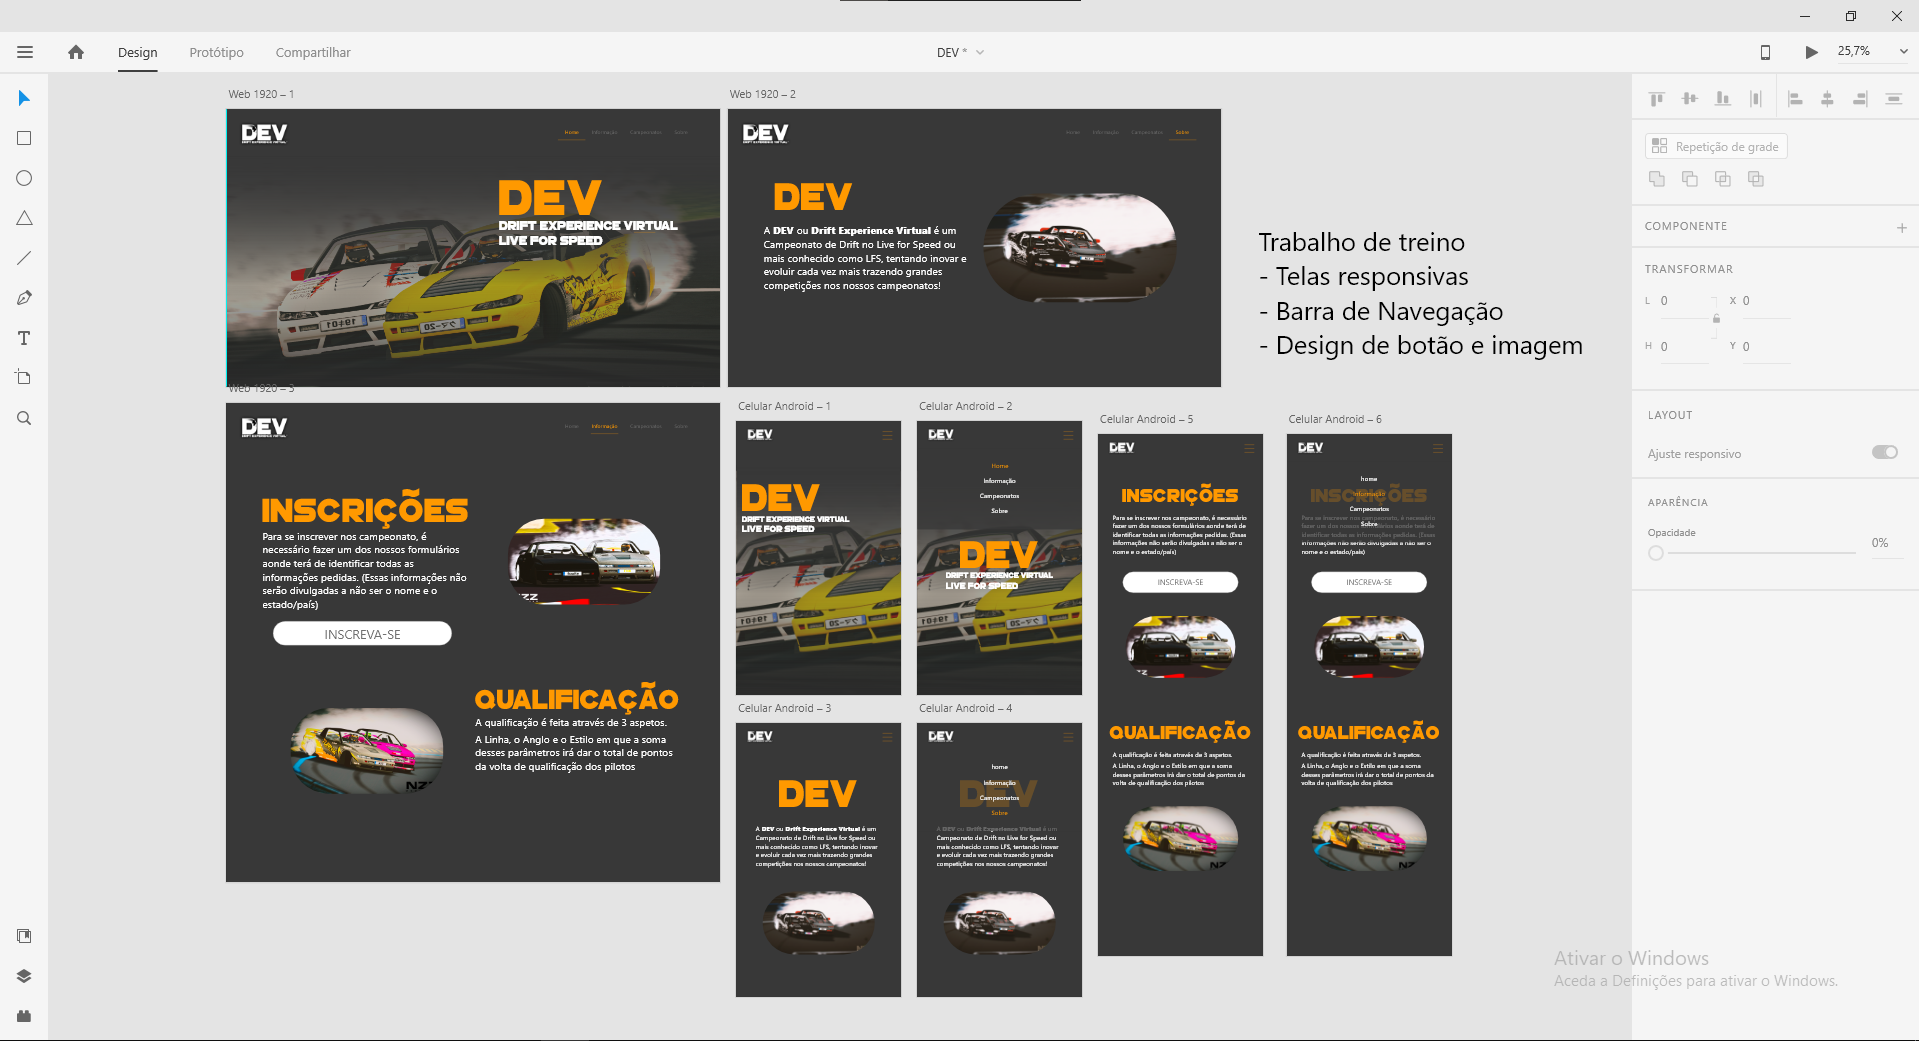 Design
Protótipo
Compartilhar
DEV *
25,7%
Web 1920 – 1
Web 1920 – 2
DEV
DRIFT EXPERIENCE VIRTUAL
Home
Informação
Campeonatos
Sobre
DEV
DRIFT EXPERIENCE VIRTUAL
LIVE FOR SPEED
DEV
DRIFT EXPERIENCE VIRTUAL
Home
Informação
Campeonatos
Sobre
DEV
A DEV ou Drift Experience Virtual é um
Campeonato de Drift no Live for Speed ou
mais conhecido como LFS, tentando inovar e
evoluir cada vez mais trazendo grandes
competições nos nossos campeonatos!
Trabalho de treino
- Telas responsivas
- Barra de Navegação
- Design de botão e imagem
Web 1920 – 3
DEV
DRIFT EXPERIENCE VIRTUAL
Home
Informação
Campeonatos
Sobre
INSCRIÇÕES
Para se inscrever nos campeonato, é
necessário fazer um dos nossos formulários
aonde terá de identificar todas as
informações pedidas. (Essas informações não
serão divulgadas a não ser o nome e o
estado/país)
INSCREVA-SE
QUALIFICAÇÃO
A qualificação é feita através de 3 aspetos.
A Linha, o Anglo e o Estilo em que a soma
desses parâmetros irá dar o total de pontos
da volta de qualificação dos pilotos
Celular Android – 1
DEV
DEV
DRIFT EXPERIENCE VIRTUAL
LIVE FOR SPEED
Celular Android – 2
DEV
Home
Informação
Campeonatos
Sobre
DEV
DRIFT EXPERIENCE VIRTUAL
LIVE FOR SPEED
Celular Android – 3
DEV
DEV
A DEV ou Drift Experience Virtual é um
Campeonato de Drift no Live for Speed ou
mais conhecido como LFS, tentando inovar
e evoluir cada vez mais trazendo grandes
competições nos nossos campeonatos!
Celular Android – 4
DEV
home
Informação
Campeonatos
Sobre
DEV
A DEV ou Drift Experience Virtual é um
Campeonato de Drift no Live for Speed ou
mais conhecido como LFS, tentando inovar
e evoluir cada vez mais trazendo grandes
competições nos nossos campeonatos!
Celular Android – 5
DEV
INSCRIÇÕES
Para se inscrever nos campeonato, é necessário
fazer um dos nossos formulários aonde terá de
identificar todas as informações pedidas. (Essas
informações não serão divulgadas a não ser o
nome e o estado/país)
INSCREVA-SE
QUALIFICAÇÃO
A qualificação é feita através de 3 aspetos.
A Linha, o Anglo e o Estilo em que a soma
desses parâmetros irá dar o total de pontos da
volta de qualificação dos pilotos
Celular Android – 6
DEV
home
Informação
Campeonatos
Sobre
INSCRIÇÕES
Para se inscrever nos campeonato, é necessário
fazer um dos nossos formulários aonde terá de
identificar todas as informações pedidas. (Essas
informações não serão divulgadas a não ser o
nome e o estado/país)
INSCREVA-SE
QUALIFICAÇÃO
A qualificação é feita através de 3 aspetos.
A Linha, o Anglo e o Estilo em que a soma
desses parâmetros irá dar o total de pontos da
volta de qualificação dos pilotos
Repetição de grade
COMPONENTE
TRANSFORMAR
L 0 X 0
H 0 Y 0
LAYOUT
Ajuste responsivo
APARÊNCIA
Opacidade
0%
Ativar o Windows
Aceda a Definições para ativar o Windows.